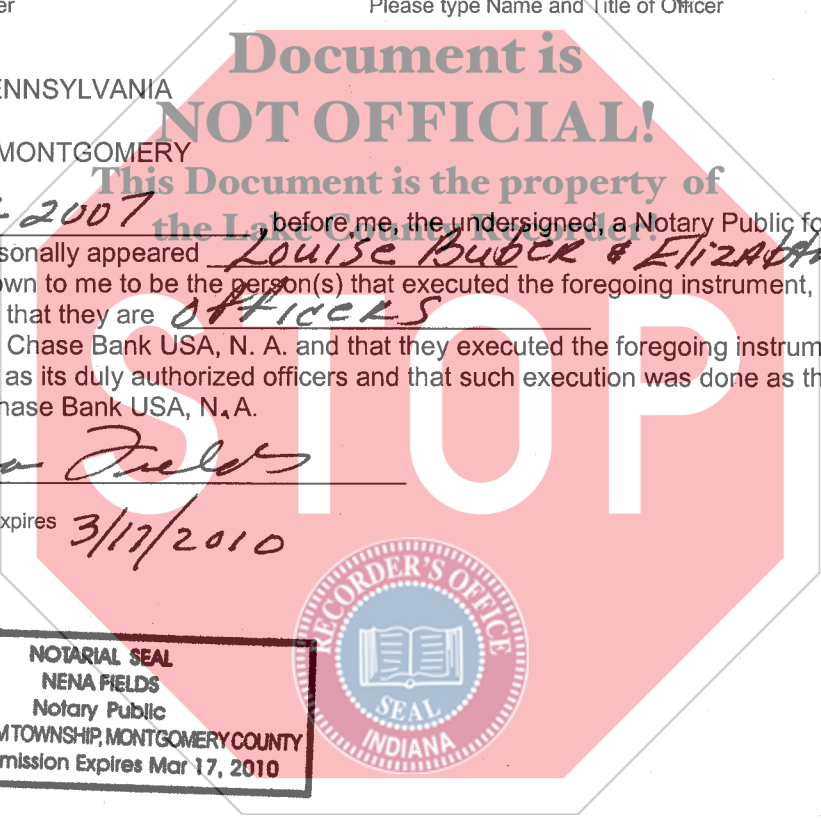 er Please type Name and Title of Officer
Document is
ENNSYLVANIA
NOT OFFICIAL!
MONTGOMERY
This Document is the property of
the Lake County Recorder!
2007, before me, the undersigned, a Notary Public fo
sonally appeared Louise Buber & Elizabeth
own to me to be the person(s) that executed the foregoing instrument,
that they are officers
Chase Bank USA, N. A. and that they executed the foregoing instrum
as its duly authorized officers and that such execution was done as th
hase Bank USA, N.A.
Fields
xpires 3/17/2010
STOP
RECORDER'S OFFICE
SEAL
INDIANA
NOTARIAL SEAL
NENA FIELDS
Notary Public
M TOWNSHIP, MONTGOMERY COUNTY
mission Expires Mar 17, 2010